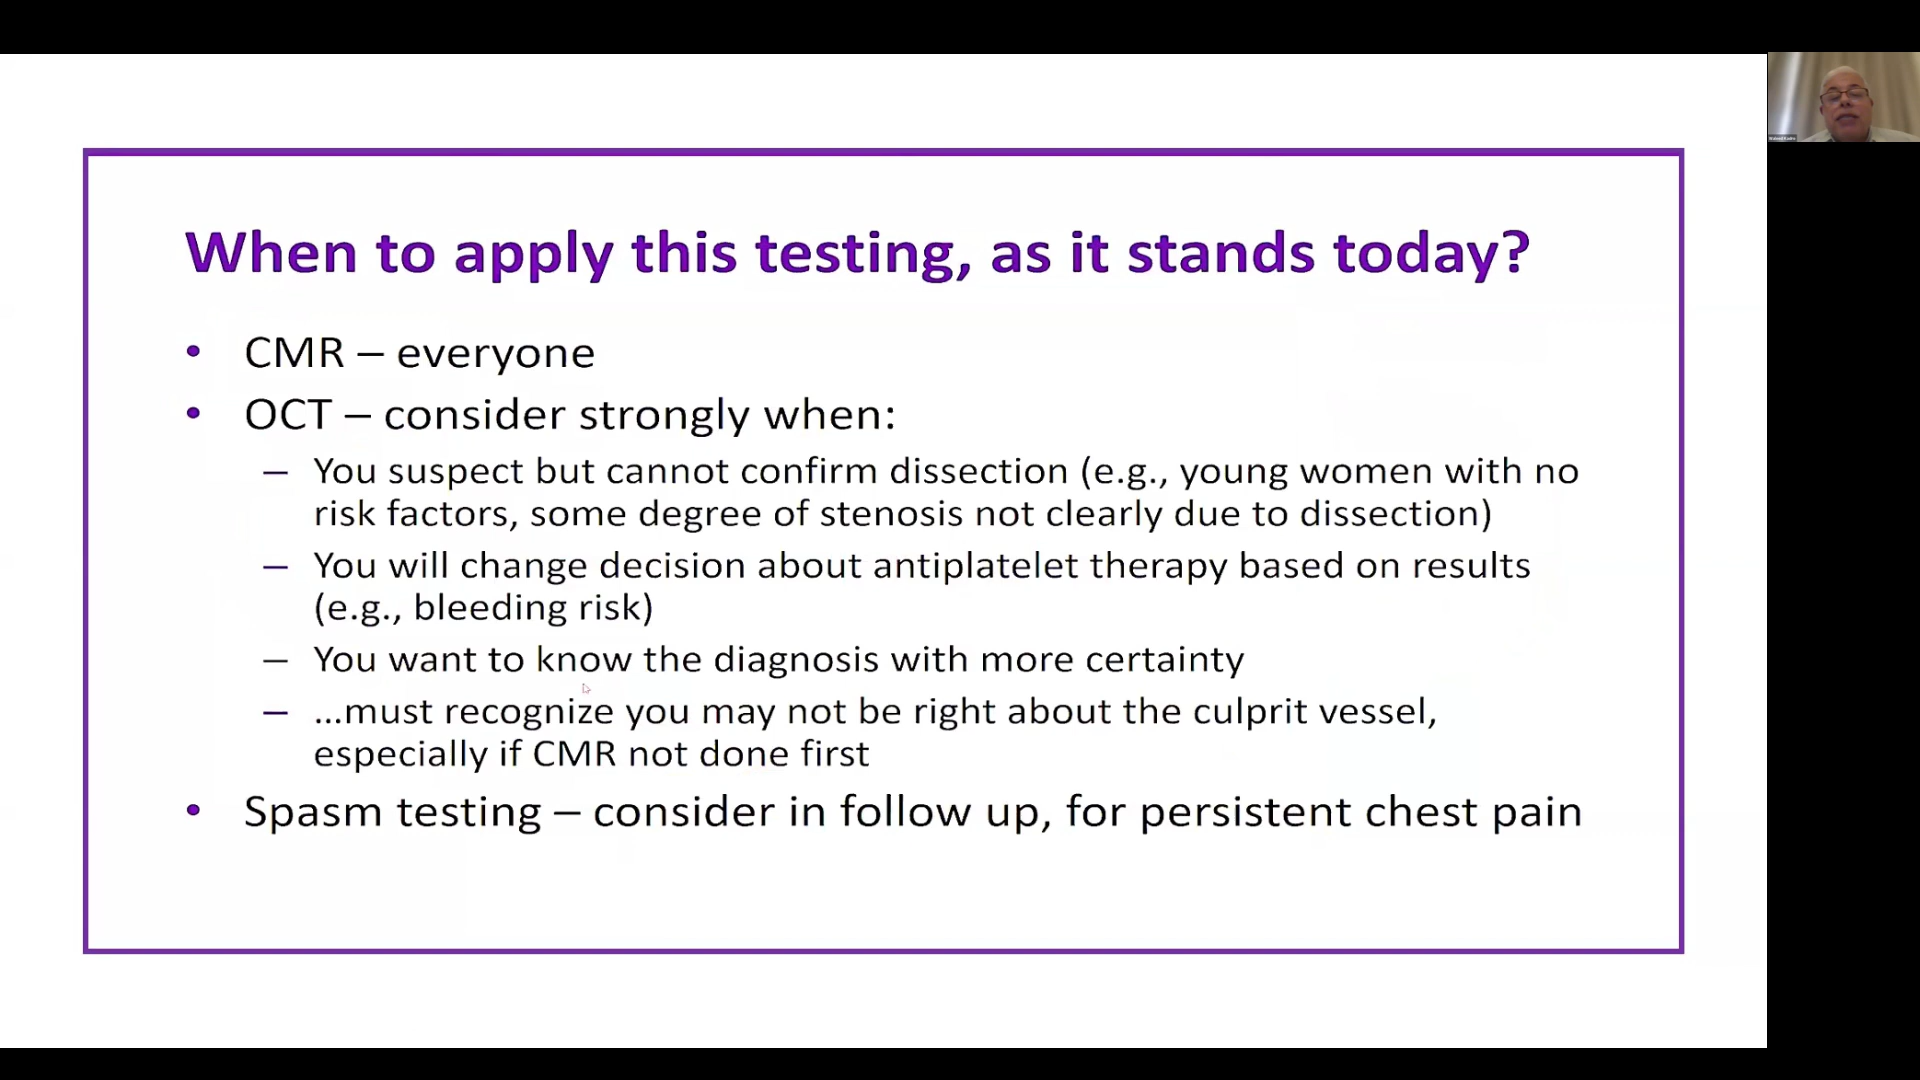 When to apply this testing, as it stands today?
• CMR – everyone
• OCT – consider strongly when:
– You suspect but cannot confirm dissection (e.g., young women with no
risk factors, some degree of stenosis not clearly due to dissection)
– You will change decision about antiplatelet therapy based on results
(e.g., bleeding risk)
– You want to know the diagnosis with more certainty
– ...must recognize you may not be right about the culprit vessel,
especially if CMR not done first
• Spasm testing – consider in follow up, for persistent chest pain